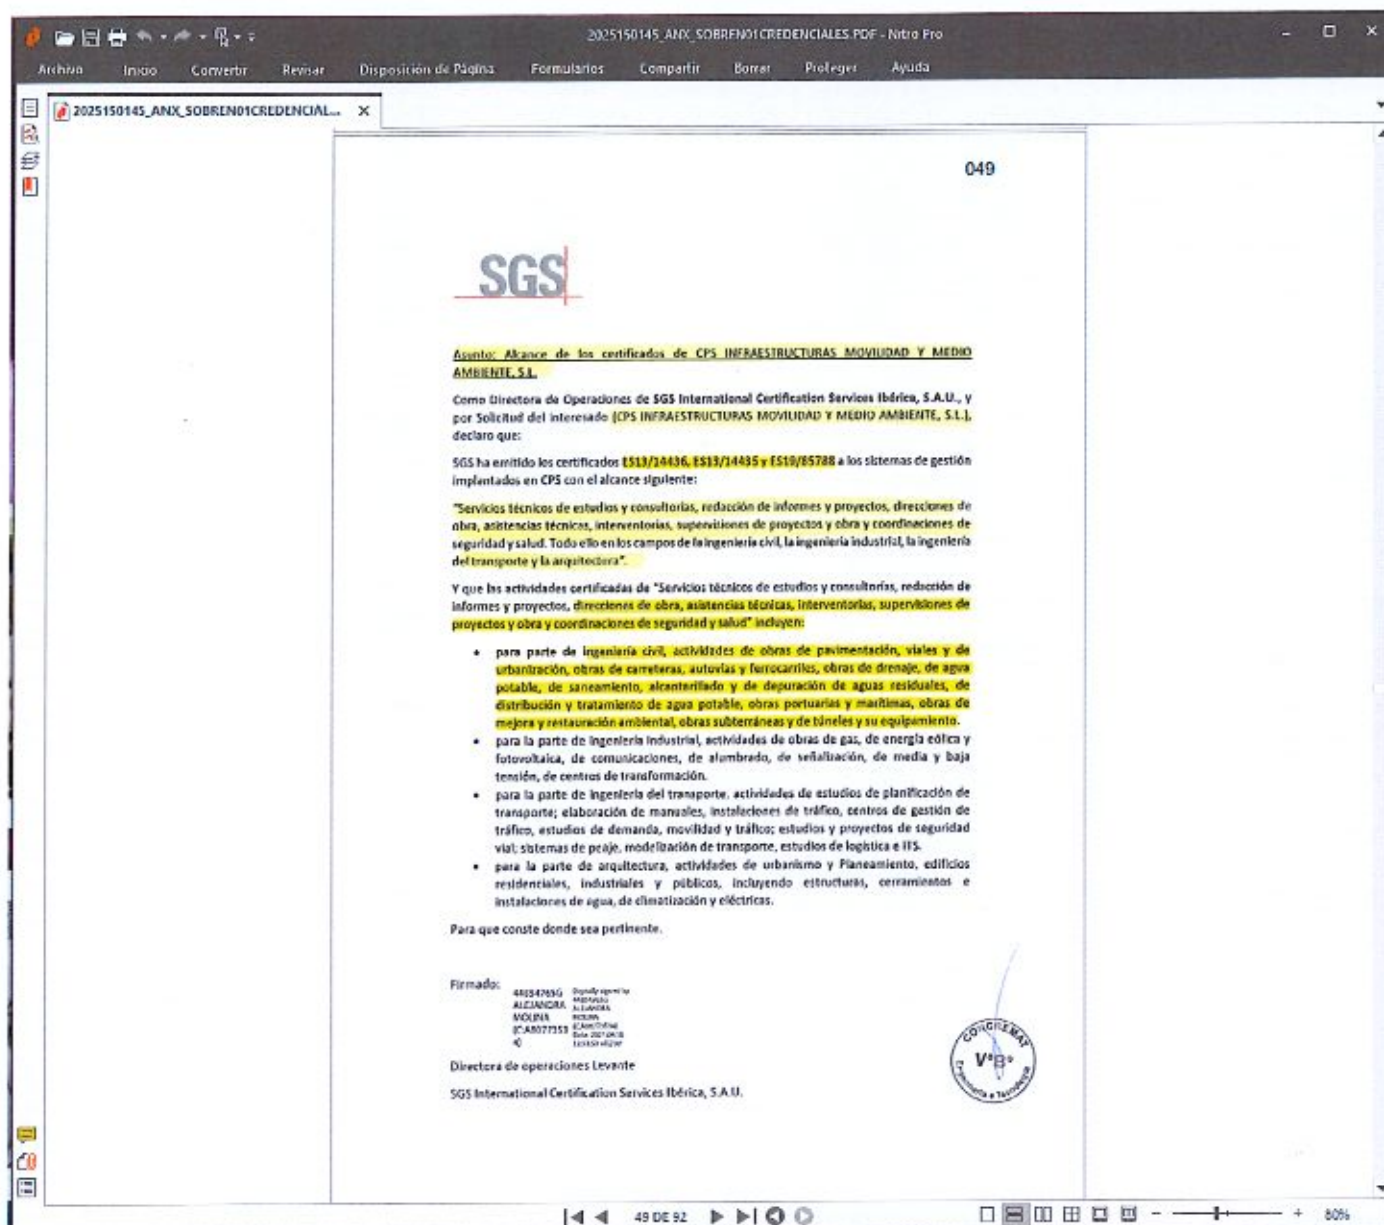 2025150145_ANX_SOBREN01CREDENCIALES.PDF - Nitro Pro
Archivo Inicio Convertir Revisar Disposición de Página Formularios Compartir Borrar Proteger Ayuda
2025150145_ANX_SOBREN01CREDENCIAL...
049
SGS
Asunto: Alcance de los certificados de CPS INFRAESTRUCTURAS MOVILIDAD Y MEDIO
AMBIENTE, S.L.
Como Directora de Operaciones de SGS International Certification Services Ibérica, S.A.U., y
por Solicitud del interesado (CPS INFRAESTRUCTURAS MOVILIDAD Y MEDIO AMBIENTE, S.L.),
declaro que:
SGS ha emitido los certificados ES13/14436, ES13/14435 y ES19/85788 a los sistemas de gestión
implantados en CPS con el alcance siguiente:
"Servicios técnicos de estudios y consultorías, redacción de informes y proyectos, direcciones de
obra, asistencias técnicas, interventorías, supervisiones de proyectos y obra y coordinaciones de
seguridad y salud. Todo ello en los campos de la ingeniería civil, la ingeniería industrial, la ingeniería
del transporte y la arquitectura".
Y que las actividades certificadas de "Servicios técnicos de estudios y consultorías, redacción de
informes y proyectos, direcciones de obra, asistencias técnicas, interventorías, supervisiones de
proyectos y obra y coordinaciones de seguridad y salud" incluyen:
• para parte de ingeniería civil, actividades de obras de pavimentación, viales y de
urbanización, obras de carreteras, autovías y ferrocarriles, obras de drenaje, de agua
potable, de saneamiento, alcantarillado y de depuración de aguas residuales, de
distribución y tratamiento de agua potable, obras portuarias y marítimas, obras de
mejora y restauración ambiental, obras subterráneas y de túneles y su equipamiento.
• para la parte de ingeniería industrial, actividades de obras de gas, de energía eólica y
fotovoltaica, de comunicaciones, de alumbrado, de señalización, de media y baja
tensión, de centros de transformación.
• para la parte de ingeniería del transporte, actividades de estudios de planificación de
transporte; elaboración de manuales, instalaciones de tráfico, centros de gestión de
tráfico, estudios de demanda, movilidad y tráfico; estudios y proyectos de seguridad
vial; sistemas de peaje, modelización de transporte, estudios de logística e ITS.
• para la parte de arquitectura, actividades de urbanismo y Planeamiento, edificios
residenciales, industriales y públicos, incluyendo estructuras, cerramientos e
instalaciones de agua, de climatización y eléctricas.
Para que conste donde sea pertinente.
Firmado:
ALEJANDRA
MOLINA
Digitally signed by
ALEJANDRA
MOLINA
Directora de operaciones Levante
SGS International Certification Services Ibérica, S.A.U.
CONCREMAT
VºBº
Engenharia e Tecnologia
49 DE 92
80%